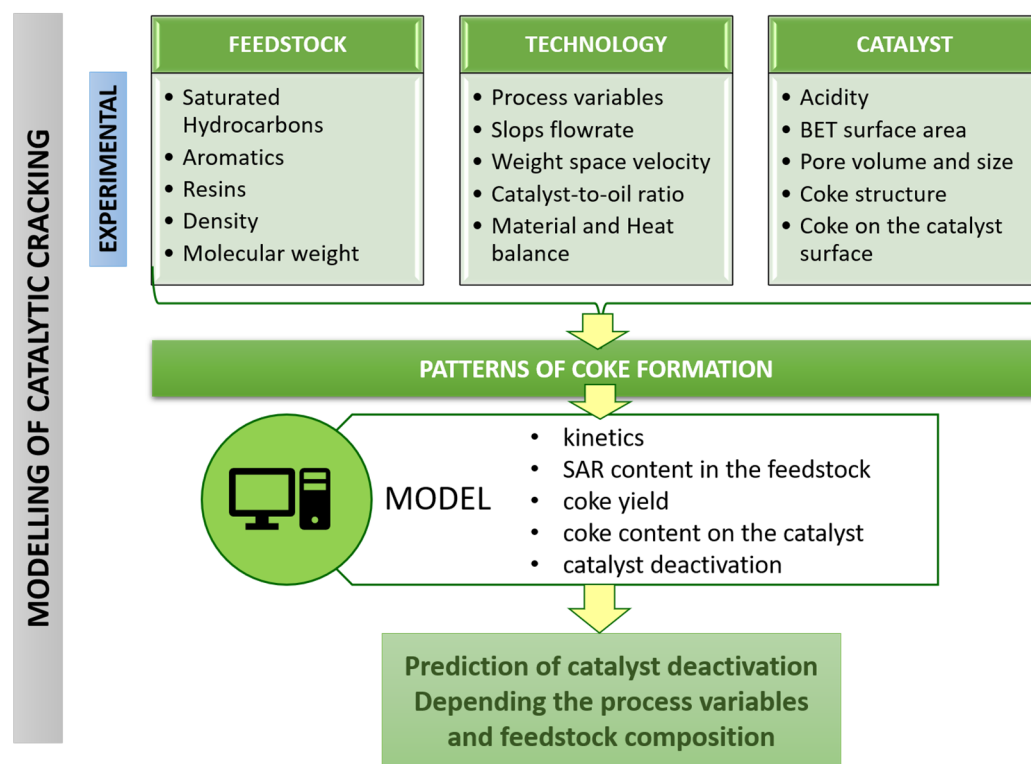 MODELLING OF CATALYTIC CRACKING
EXPERIMENTAL
FEEDSTOCK
• Saturated
Hydrocarbons
• Aromatics
• Resins
• Density
• Molecular weight
TECHNOLOGY
• Process variables
• Slops flowrate
• Weight space velocity
• Catalyst-to-oil ratio
• Material and Heat
balance
CATALYST
• Acidity
• BET surface area
• Pore volume and size
• Coke structure
• Coke on the catalyst
surface
PATTERNS OF COKE FORMATION
MODEL
• kinetics
• SAR content in the feedstock
• coke yield
• coke content on the catalyst
• catalyst deactivation
Prediction of catalyst deactivation
Depending the process variables
and feedstock composition